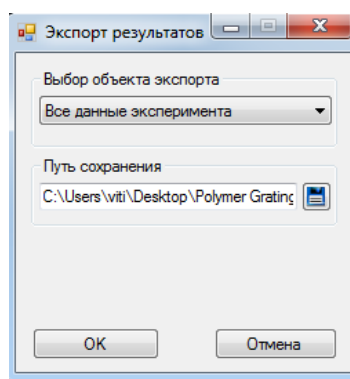 Экспорт результатов
Выбор объекта экспорта
Все данные эксперимента
Путь сохранения
C:\Users\viti\Desktop\Polymer Grating
OK
Отмена